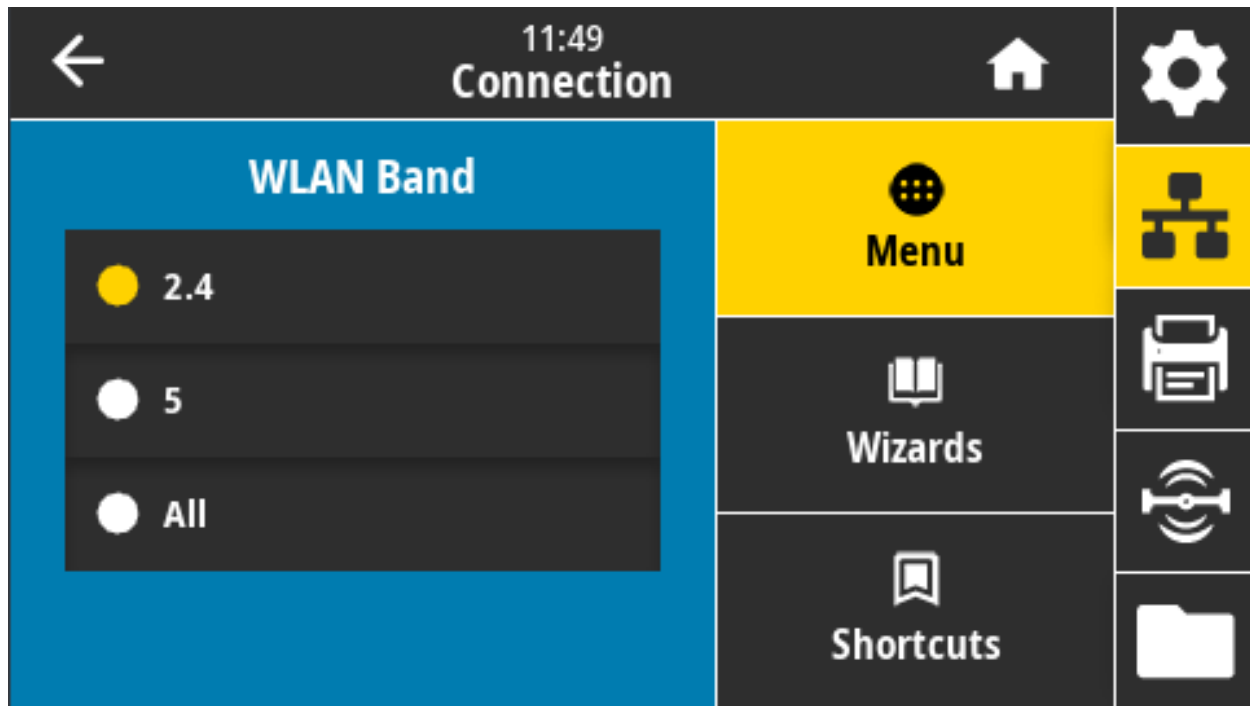 11:49
Connection
WLAN Band
2.4
5
All
Menu
Wizards
Shortcuts